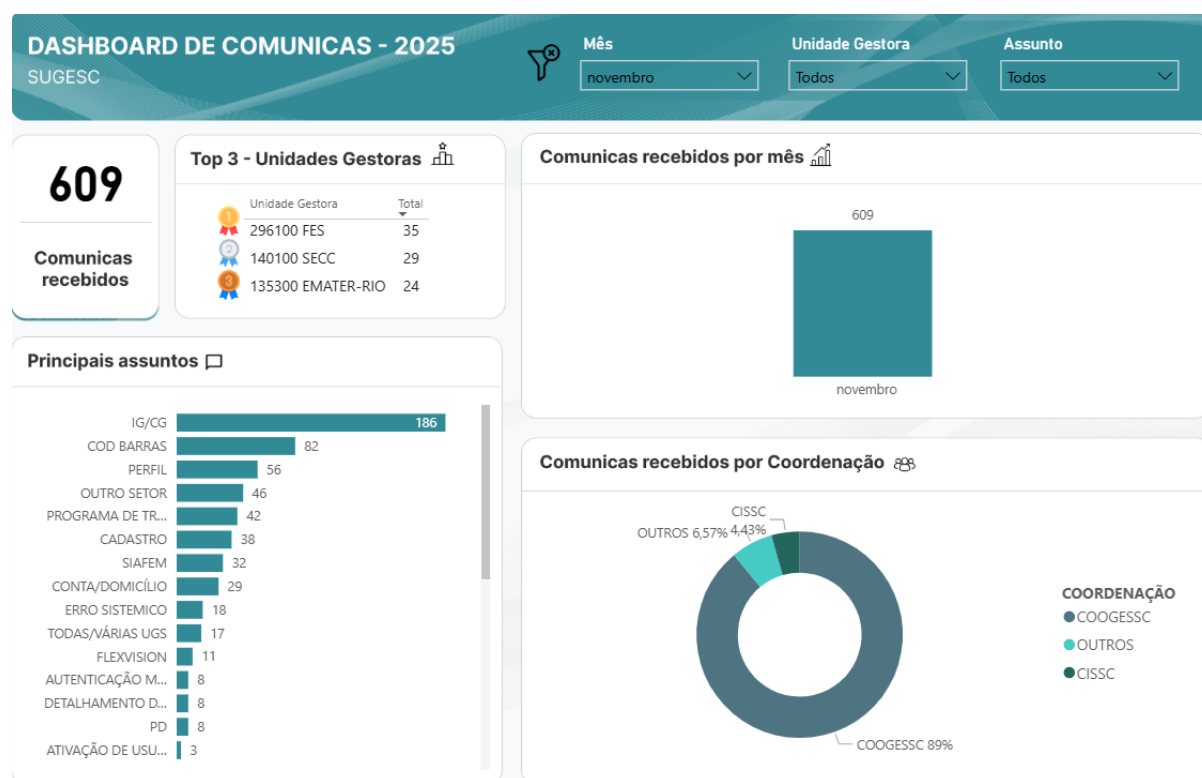 DASHBOARD DE COMUNICAS - 2025
SUGESC
Mês
novembro
Unidade Gestora
Todos
Assunto
Todos
609
Comunicas
recebidos
Top 3 - Unidades Gestoras
Unidade Gestora Total
1 296100 FES 35
2 140100 SECC 29
3 135300 EMATER-RIO 24
Principais assuntos
IG/CG 186
COD BARRAS 82
PERFIL 56
OUTRO SETOR 46
PROGRAMA DE TR... 42
CADASTRO 38
SIAFEM 32
CONTA/DOMICÍLIO 29
ERRO SISTEMICO 18
TODAS/VÁRIAS UGS 17
FLEXVISION 11
AUTENTICAÇÃO M... 8
DETALHAMENTO D... 8
PD 8
ATIVAÇÃO DE USU... 3
Comunicas recebidos por mês
609
novembro
Comunicas recebidos por Coordenação
CISSC
4,43%
OUTROS 6,57%
COOGESSC 89%
COORDENAÇÃO
COOGESSC
OUTROS
CISSC